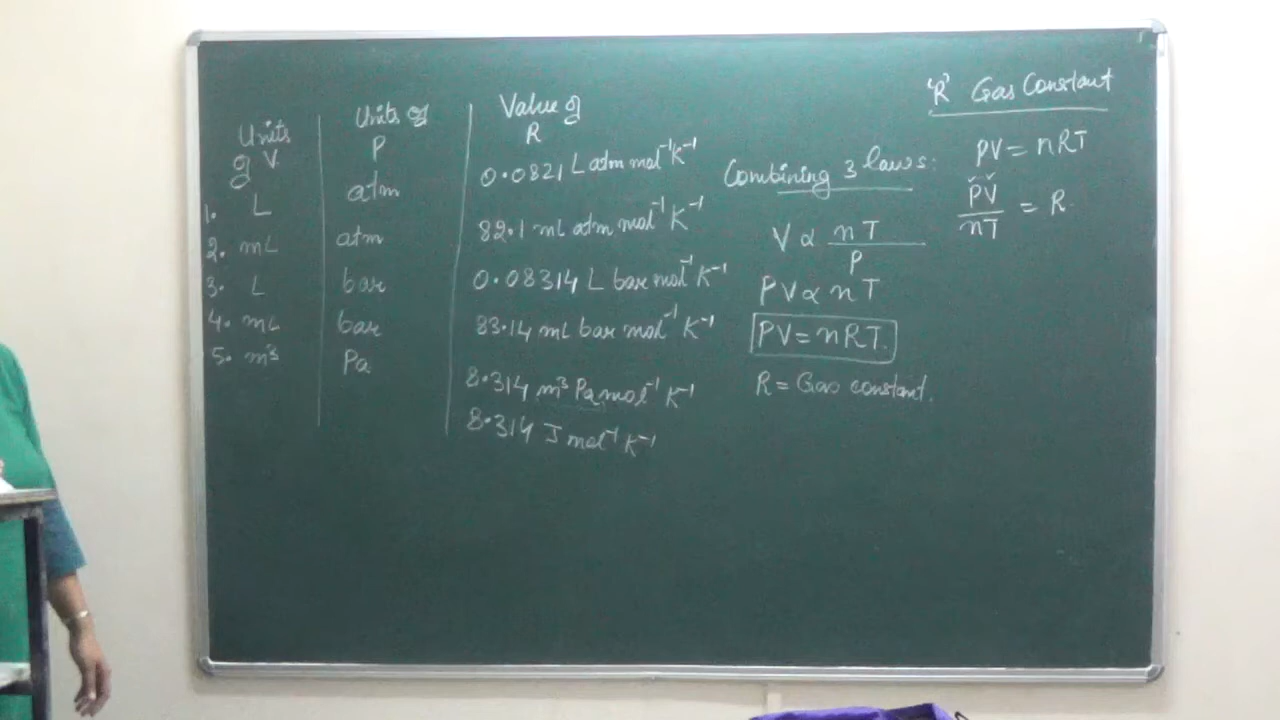 Units of V | Units of P | Value of R
1. L | atm | 0.0821 L atm mol⁻¹ K⁻¹
2. mL | atm | 82.1 mL atm mol⁻¹ K⁻¹
3. L | bar | 0.08314 L bar mol⁻¹ K⁻¹
4. mL | bar | 83.14 mL bar mol⁻¹ K⁻¹
5. m³ | Pa | 8.314 m³ Pa mol⁻¹ K⁻¹
8.314 J mol⁻¹ K⁻¹
Combining 3 laws:
V ∝ nT/P
PV ∝ nT
PV = nRT.
R = Gas constant.
'R' Gas Constant
PV = nRT
PV/nT = R.